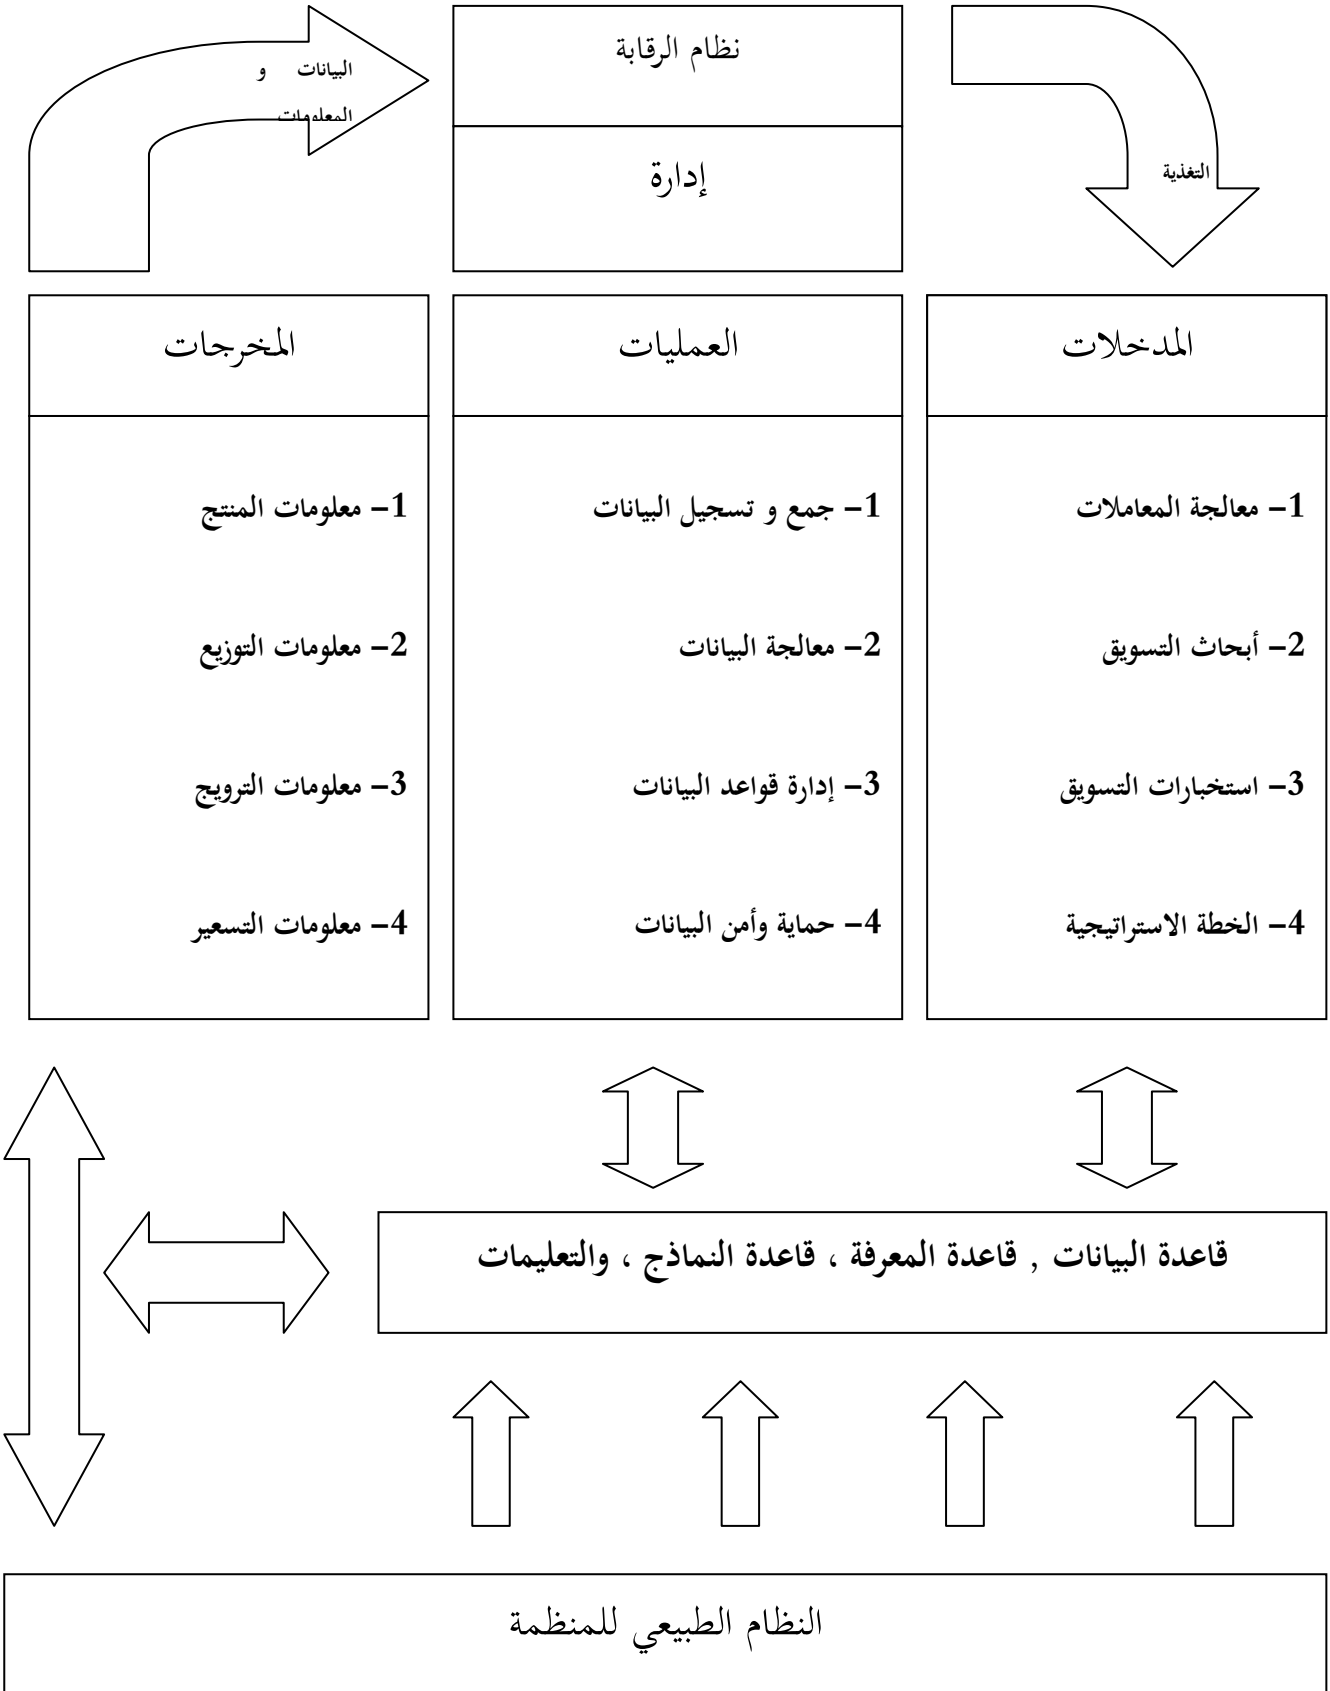 نظام الرقابة
إدارة
البيانات و
المعلومات
التغذية
المدخلات
1– معالجة المعاملات
2– أبحاث التسويق
3– استخبارات التسويق
4– الخطة الاستراتيجية
العمليات
1– جمع و تسجيل البيانات
2– معالجة البيانات
3– إدارة قواعد البيانات
4– حماية وأمن البيانات
المخرجات
1– معلومات المنتج
2– معلومات التوزيع
3– معلومات الترويج
4– معلومات التسعير
قاعدة البيانات , قاعدة المعرفة ، قاعدة النماذج ، والتعليمات
النظام الطبيعي للمنظمة